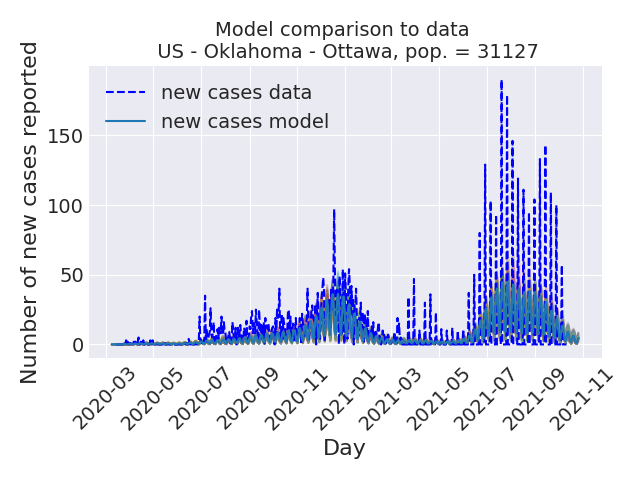 Model comparison to data
US - Oklahoma - Ottawa, pop. = 31127
new cases data
new cases model
Number of new cases reported
150
100
50
0
2020-03
2020-05
2020-07
2020-09
2020-11
2021-01
2021-03
2021-05
2021-07
2021-09
2021-11
Day